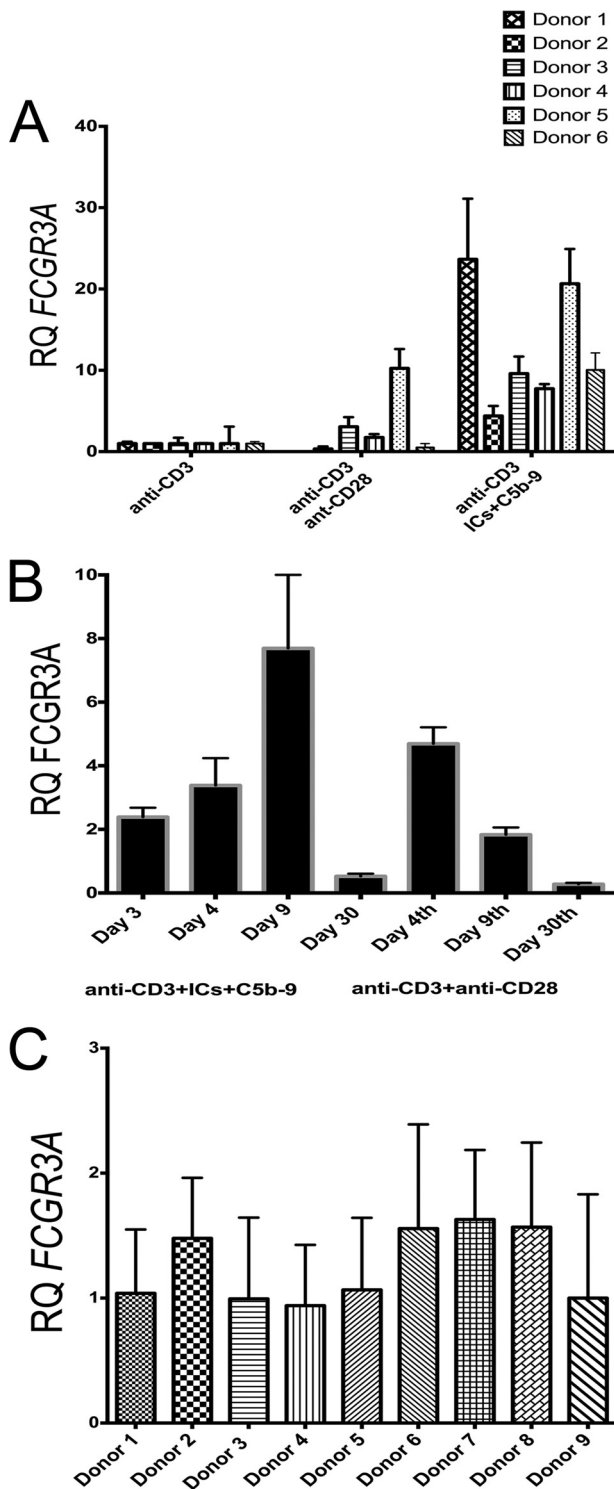 Donor 1
Donor 2
Donor 3
Donor 4
Donor 5
Donor 6
A
RQ FCGR3A
40
30
20
10
0
anti-CD3
anti-CD3
ant-CD28
anti-CD3
ICs+C5b-9
B
RQ FCGR3A
10
8
6
4
2
0
Day 3
Day 4
Day 9
Day 30
Day 4th
Day 9th
Day 30th
anti-CD3+ICs+C5b-9
anti-CD3+anti-CD28
C
RQ FCGR3A
3
2
1
0
Donor 1
Donor 2
Donor 3
Donor 4
Donor 5
Donor 6
Donor 7
Donor 8
Donor 9